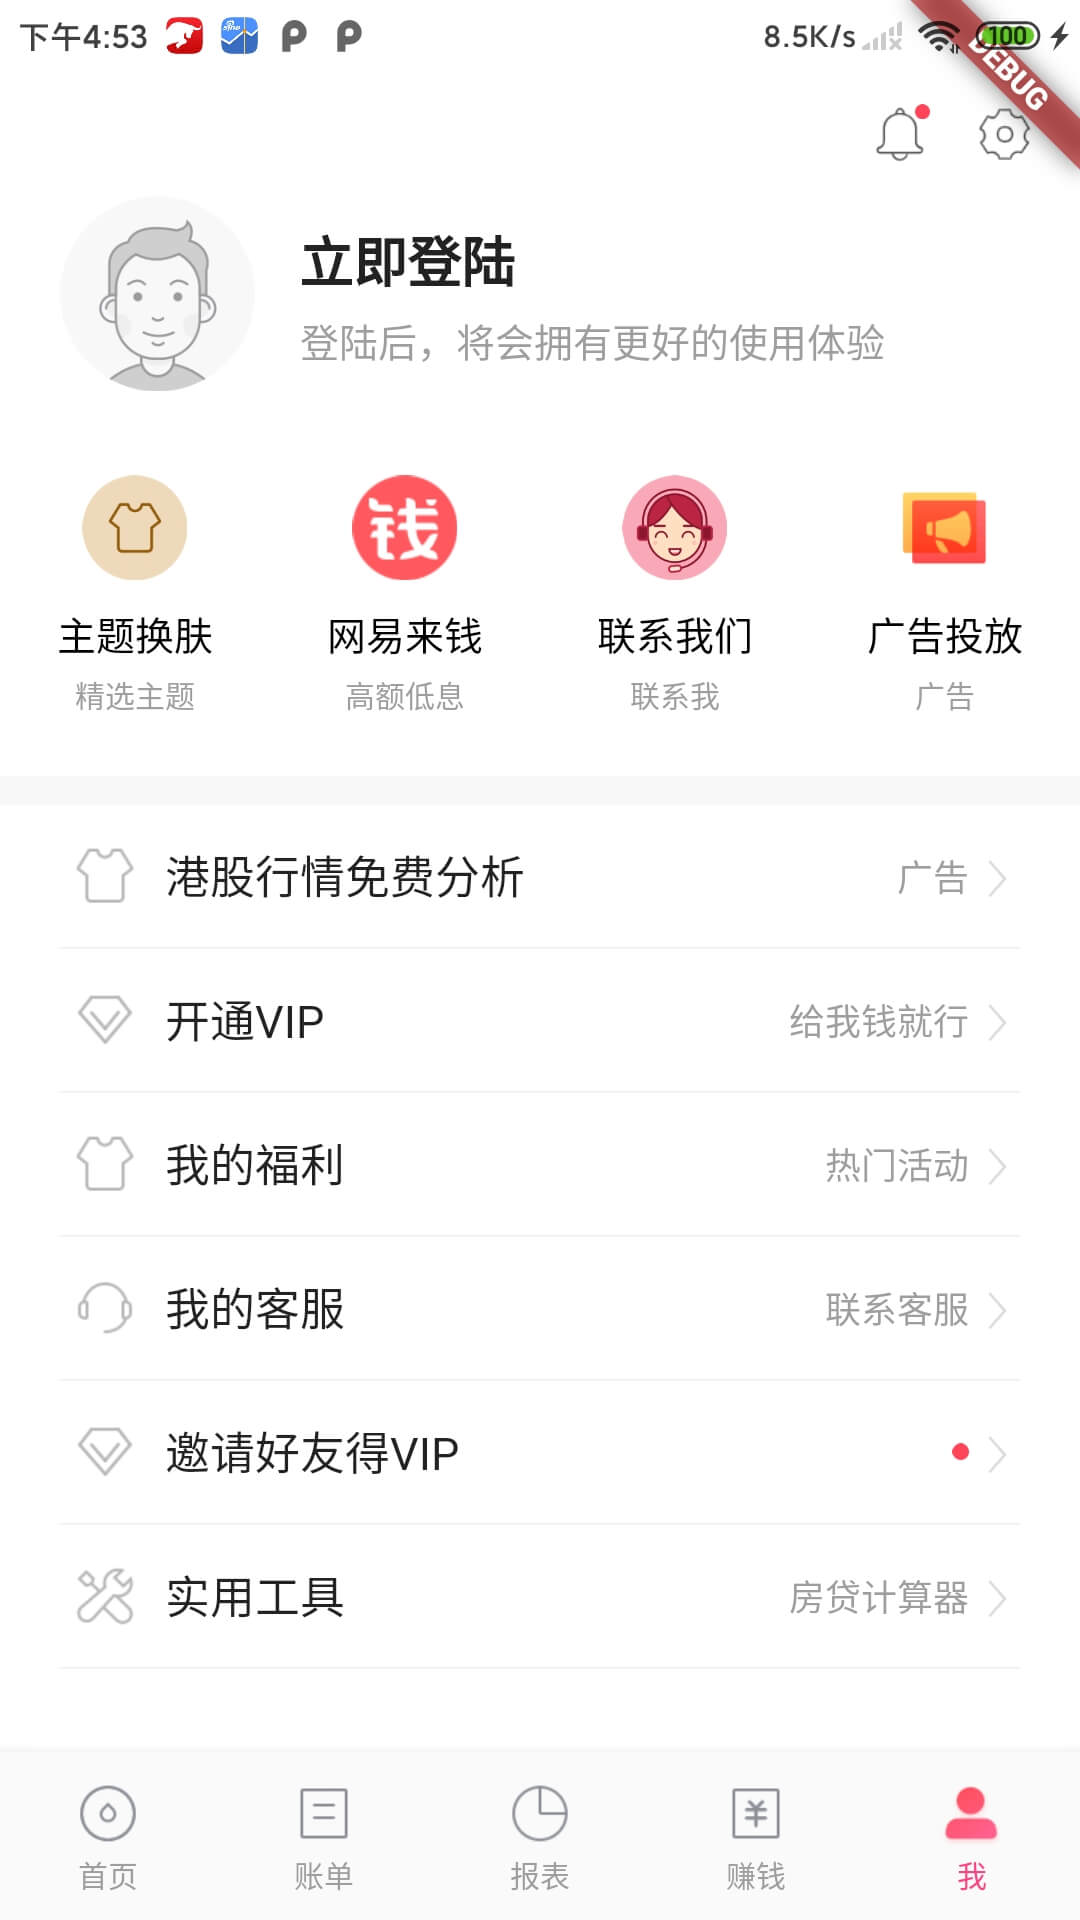 下午4:53 8.5K/s 100
DEBUG
立即登陆
登陆后，将会拥有更好的使用体验
钱
主题换肤 网易来钱 联系我们 广告投放
精选主题 高额低息 联系我 广告
港股行情免费分析 广告
开通VIP 给我钱就行
我的福利 热门活动
我的客服 联系客服
邀请好友得VIP
实用工具 房贷计算器
首页 账单 报表 赚钱 我